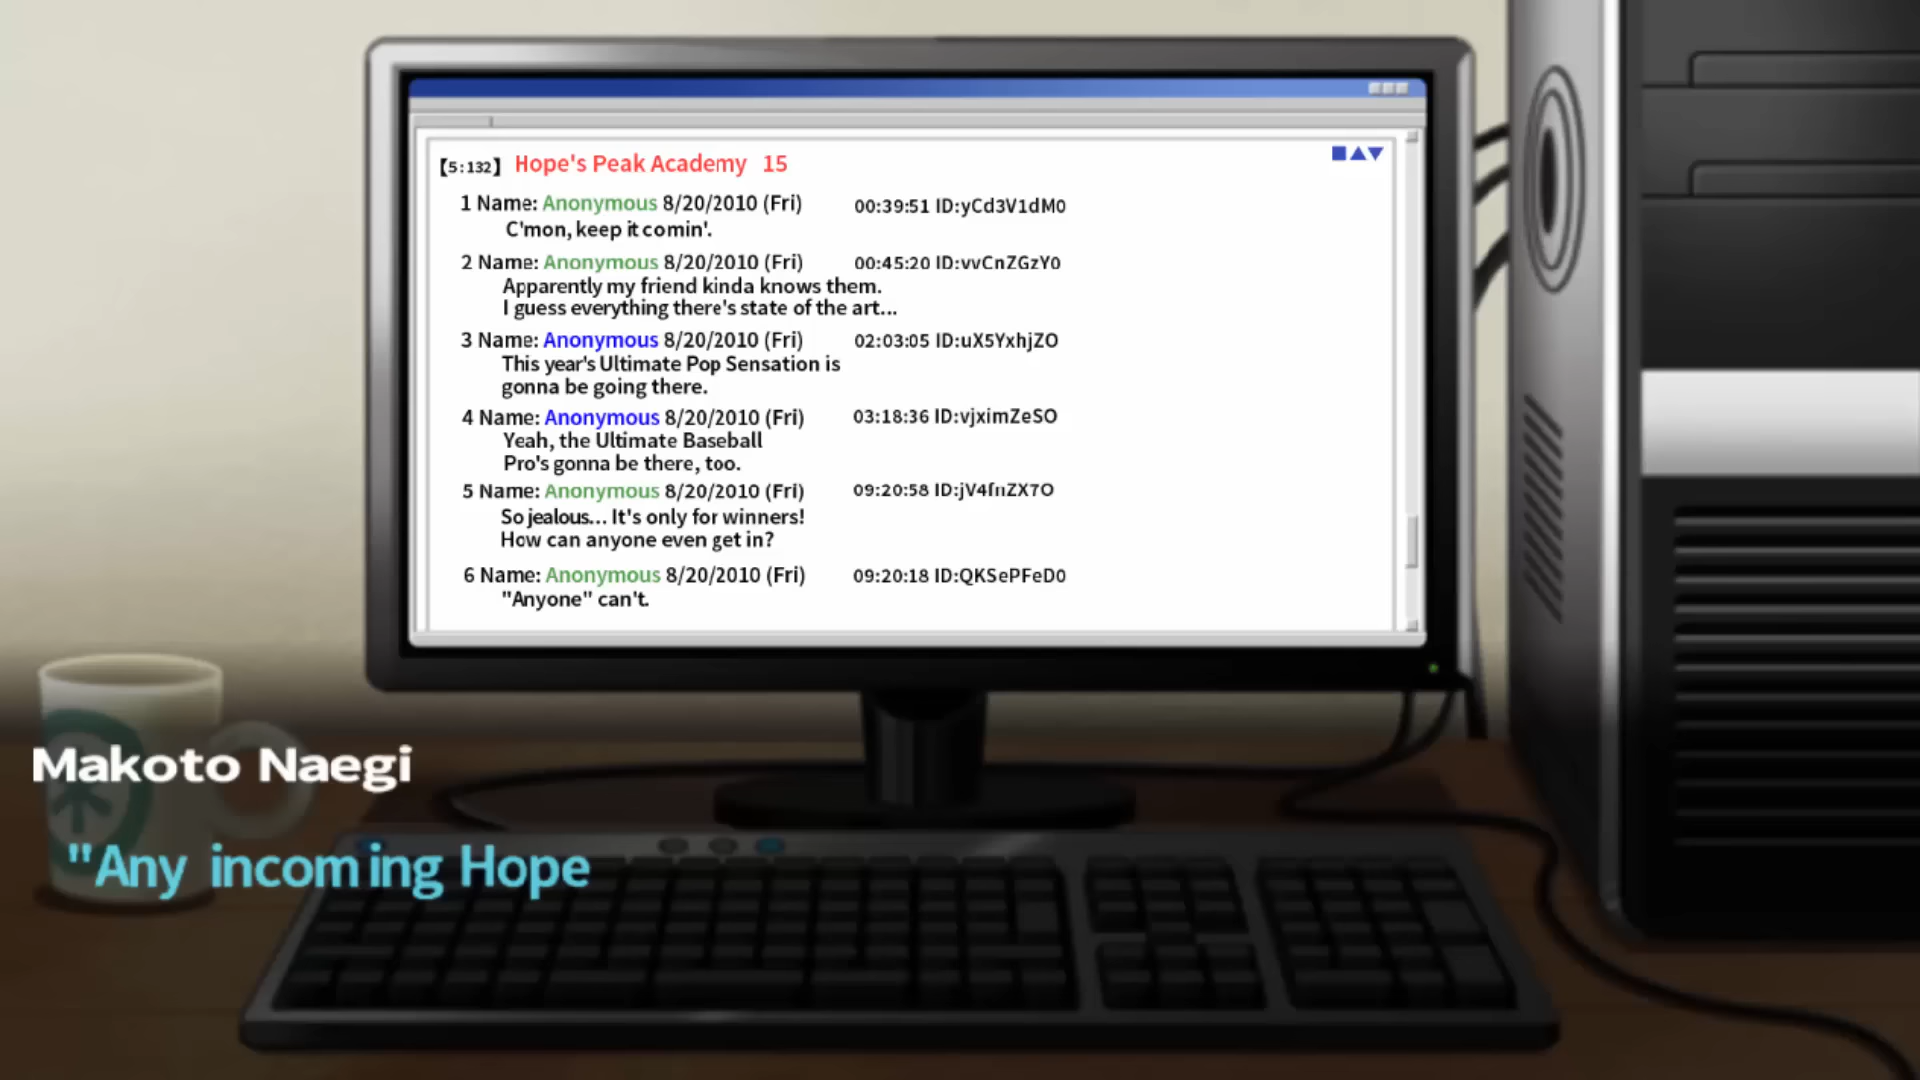 【5:132】 Hope's Peak Academy 15
1 Name: Anonymous 8/20/2010 (Fri) 00:39:51 ID:yCd3V1dM0
C'mon, keep it comin'.
2 Name: Anonymous 8/20/2010 (Fri) 00:45:20 ID:vvCnZGzY0
Apparently my friend kinda knows them.
I guess everything there's state of the art...
3 Name: Anonymous 8/20/2010 (Fri) 02:03:05 ID:uX5YxhjZO
This year's Ultimate Pop Sensation is
gonna be going there.
4 Name: Anonymous 8/20/2010 (Fri) 03:18:36 ID:vjximZeSO
Yeah, the Ultimate Baseball
Pro's gonna be there, too.
5 Name: Anonymous 8/20/2010 (Fri) 09:20:58 ID:jV4fnZX7O
So jealous... It's only for winners!
How can anyone even get in?
6 Name: Anonymous 8/20/2010 (Fri) 09:20:18 ID:QKSePFeD0
"Anyone" can't.
Makoto Naegi
"Any incoming Hope